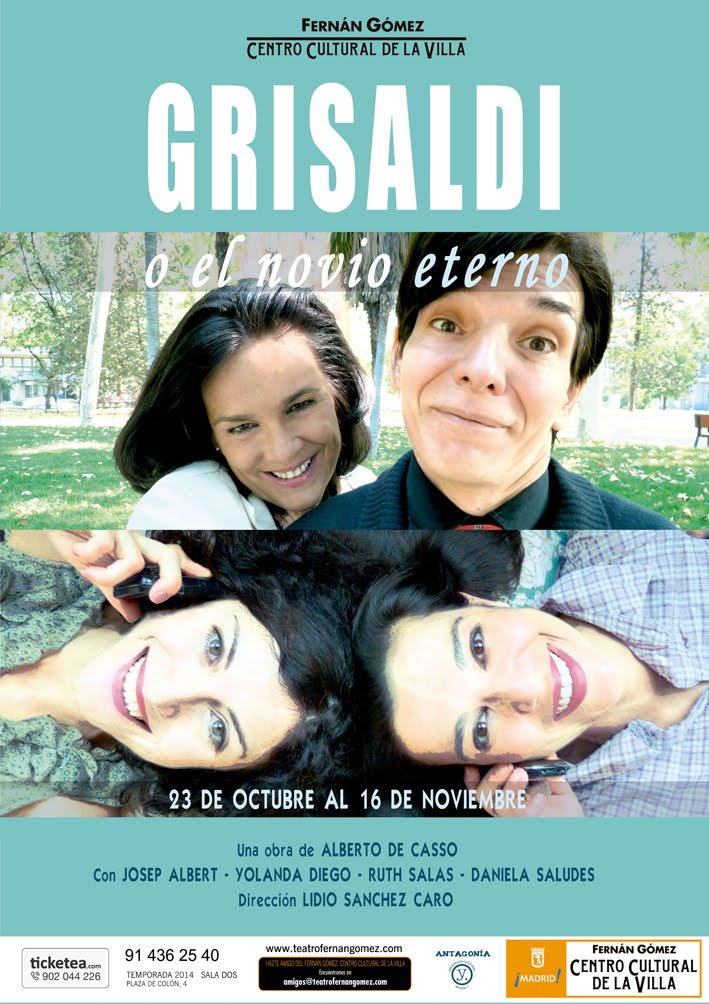 FERNÁN GÓMEZ
CENTRO CULTURAL DE LA VILLA
GRISALDI
o el novio eterno
23 DE OCTUBRE AL 16 DE NOVIEMBRE
Una obra de ALBERTO DE CASSO
Con JOSEP ALBERT - YOLANDA DIEGO - RUTH SALAS - DANIELA SALUDES
Dirección LIDIO SANCHEZ CARO
ticketea.com
902 044 226
91 436 25 40
TEMPORADA 2014 SALA DOS
PLAZA DE COLÓN, 4
www.teatrofernangomez.com
HAZTE AMIGO DEL FERNÁN GÓMEZ, CENTRO CULTURAL DE LA VILLA
Encuéntranos en
amigos@teatrofernangomez.com
ANTAGONÍA
y.
¡MADRID!
FERNÁN GÓMEZ
CENTRO CULTURAL
DE LA VILLA